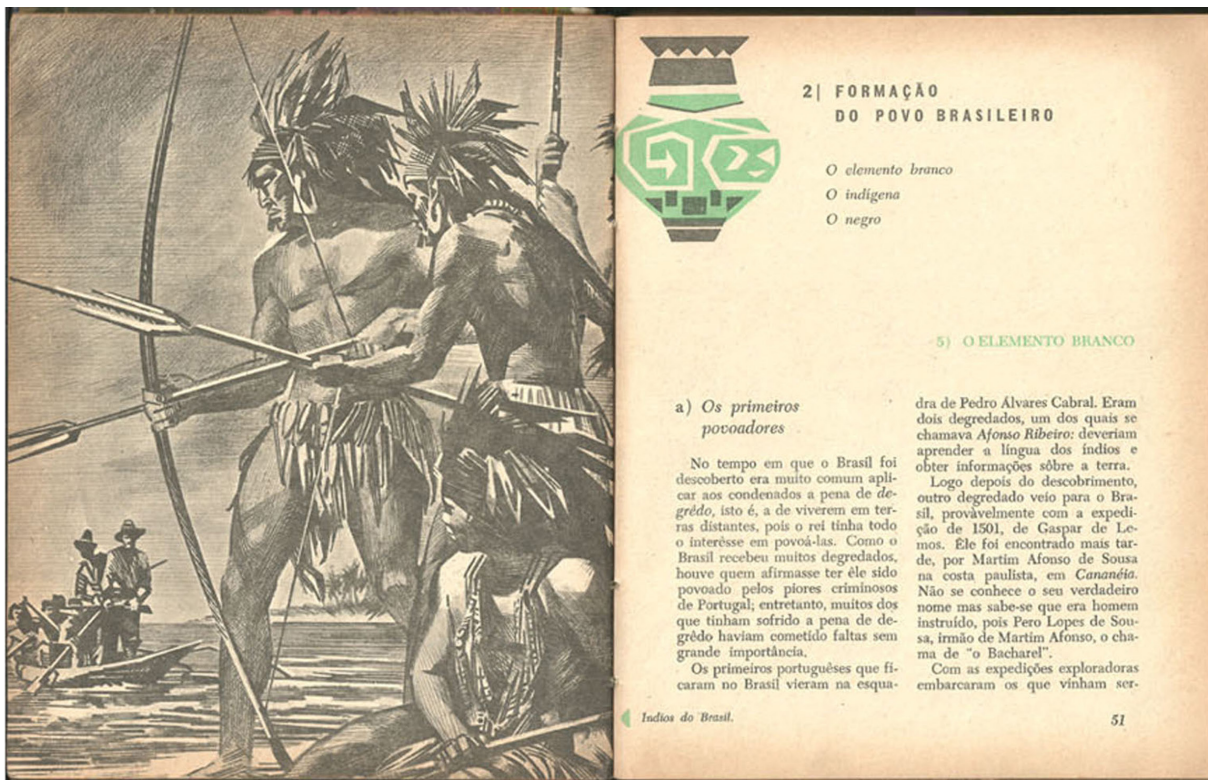 2| FORMAÇÃO
DO POVO BRASILEIRO
O elemento branco
O indígena
O negro
5) O ELEMENTO BRANCO
a) Os primeiros
povoadores
No tempo em que o Brasil foi
descoberto era muito comum apli-
car aos condenados a pena de de-
grêdo, isto é, a de viverem em ter-
ras distantes, pois o rei tinha todo
o interêsse em povoá-las. Como o
Brasil recebeu muitos degredados,
houve quem afirmasse ter êle sido
povoado pelos piores criminosos
de Portugal; entretanto, muitos dos
que tinham sofrido a pena de de-
grêdo haviam cometido faltas sem
grande importância.
Os primeiros portuguêses que fi-
caram no Brasil vieram na esqua-
dra de Pedro Álvares Cabral. Eram
dois degredados, um dos quais se
chamava Afonso Ribeiro: deveriam
aprender a língua dos índios e
obter informações sôbre a terra.
Logo depois do descobrimento,
outro degredado veio para o Bra-
sil, provàvelmente com a expedi-
ção de 1501, de Gaspar de Le-
mos. Êle foi encontrado mais tar-
de, por Martim Afonso de Sousa
na costa paulista, em Cananéia.
Não se conhece o seu verdadeiro
nome mas sabe-se que era homem
instruído, pois Pero Lopes de Sou-
sa, irmão de Martim Afonso, o cha-
ma de "o Bacharel".
Com as expedições exploradoras
embarcaram os que vinham ser-
Indios do Brasil.
51